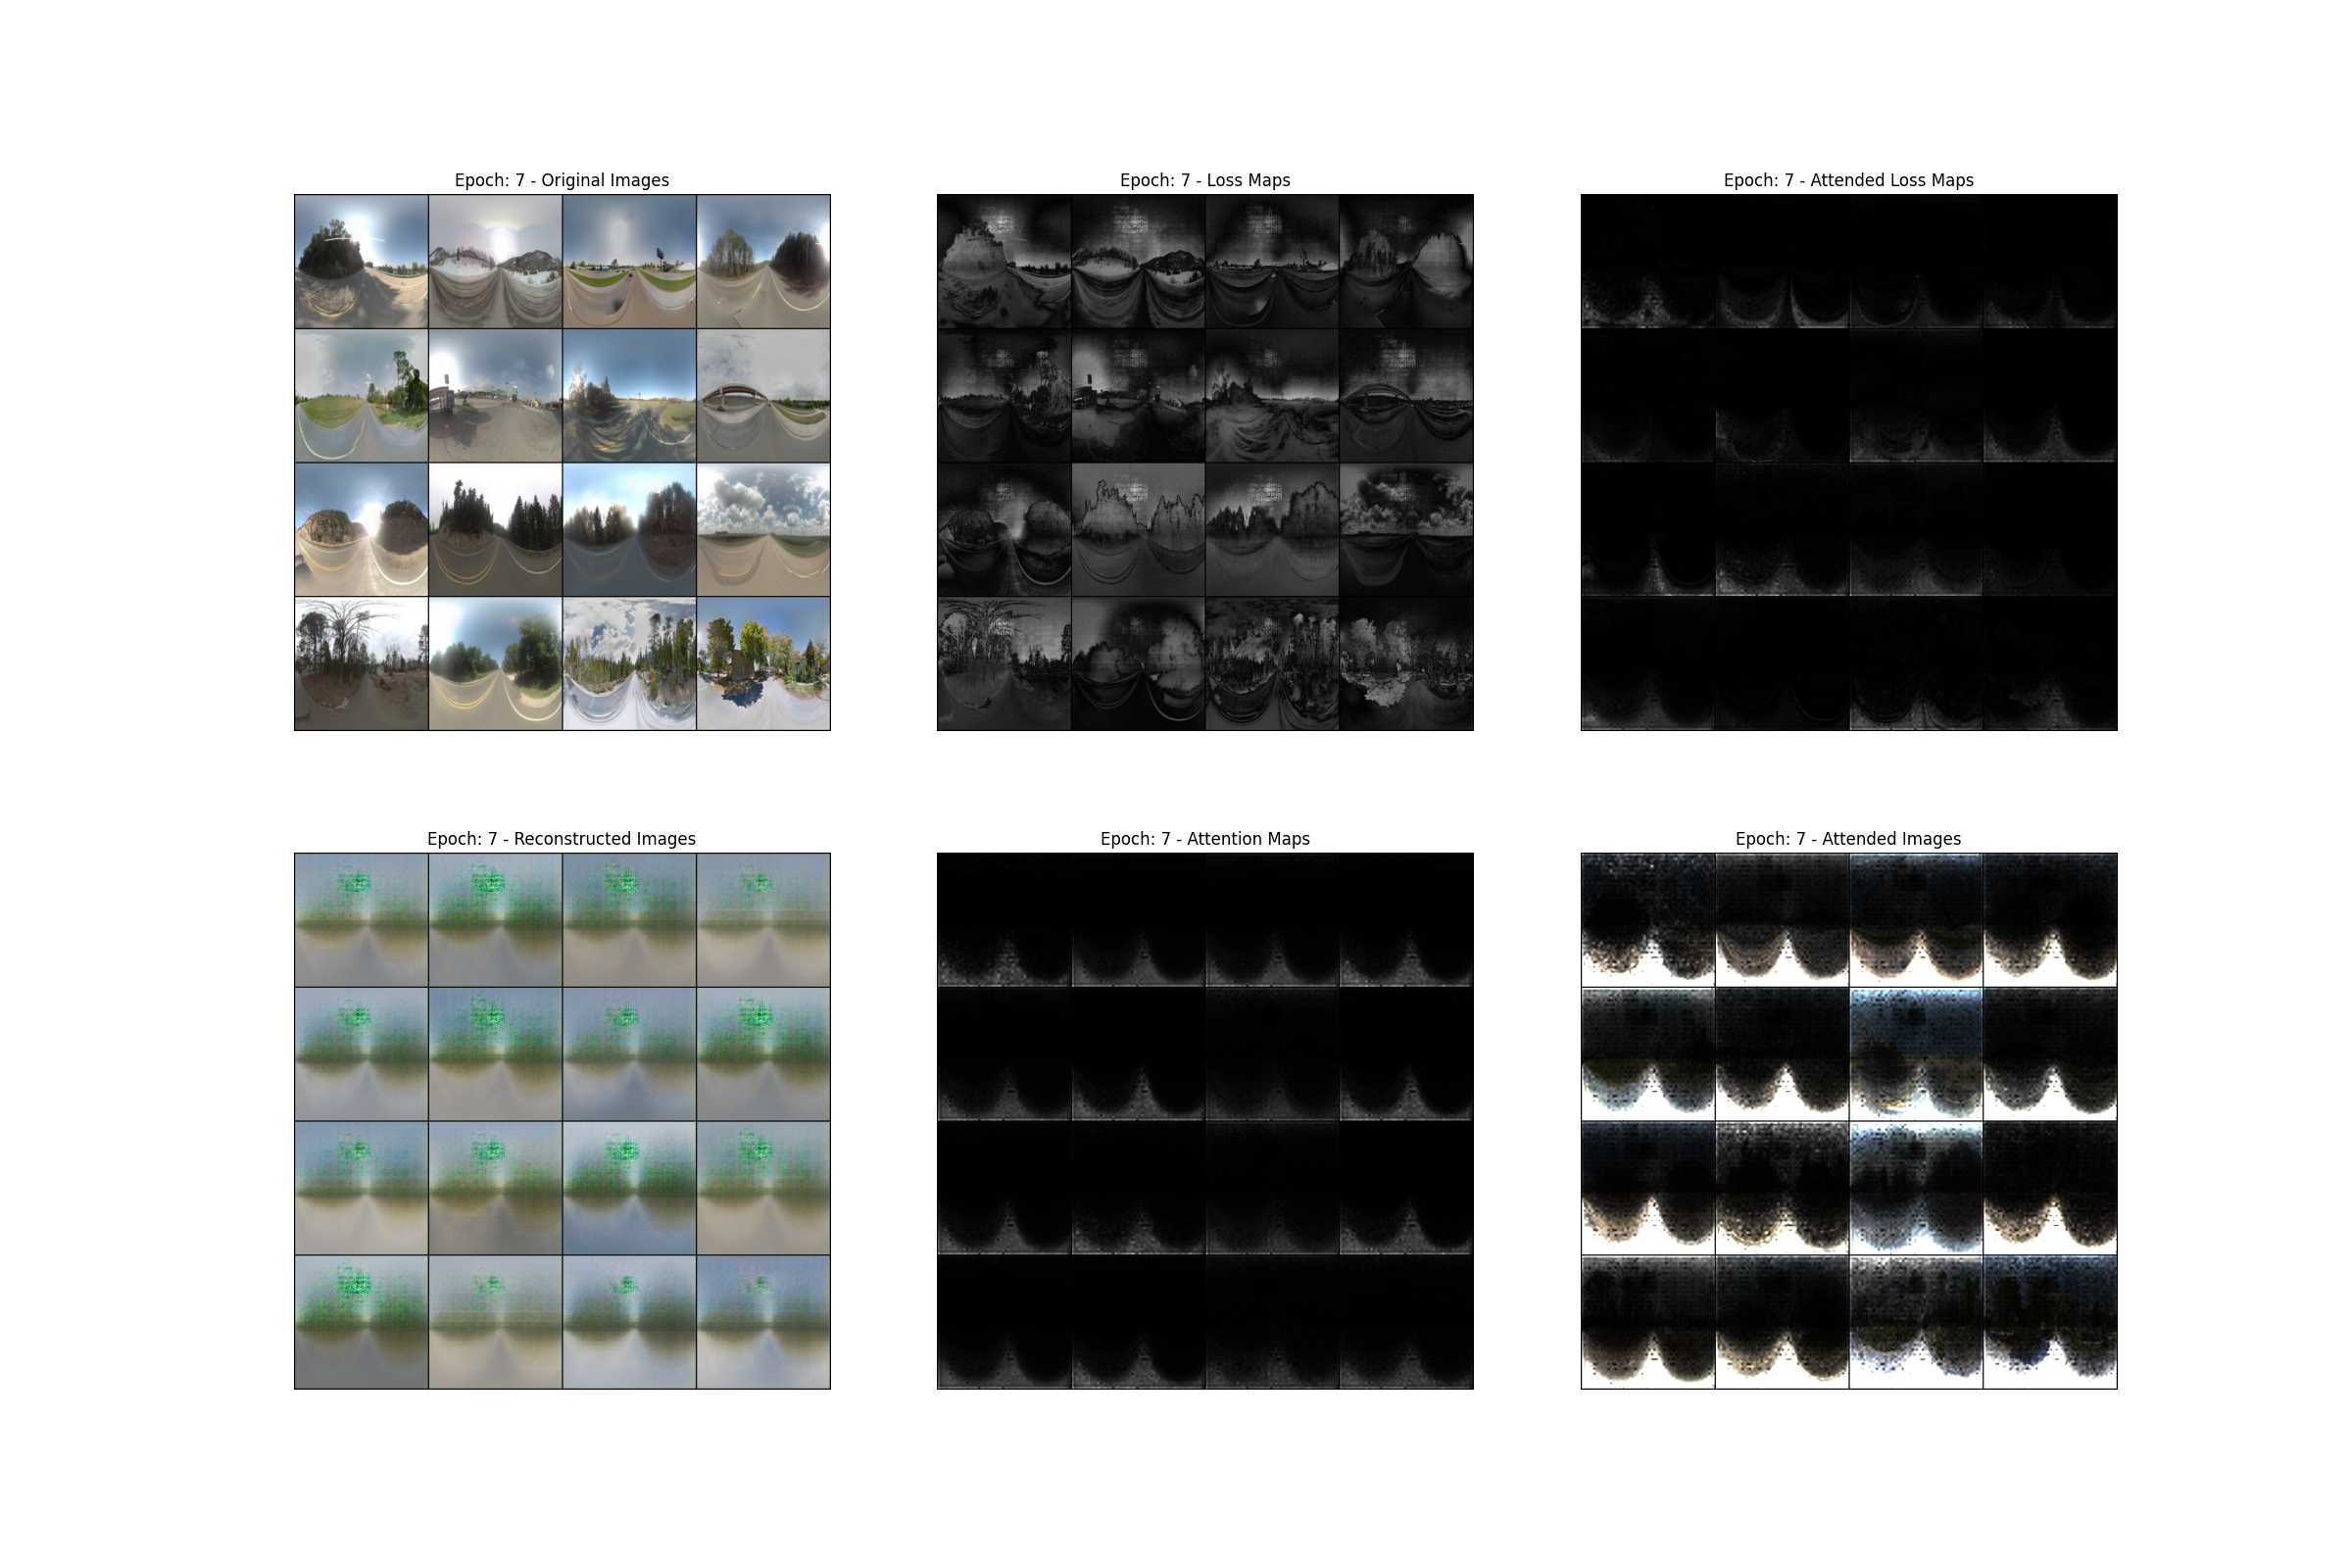 Epoch: 7 - Original Images
Epoch: 7 - Loss Maps
Epoch: 7 - Attended Loss Maps
Epoch: 7 - Reconstructed Images
Epoch: 7 - Attention Maps
Epoch: 7 - Attended Images